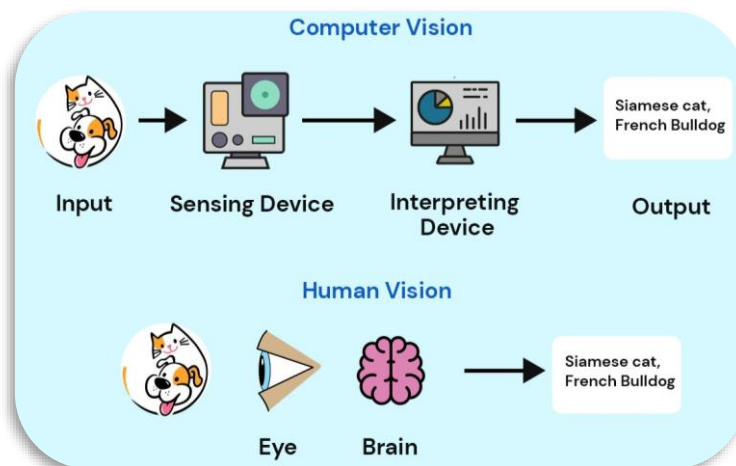 Computer Vision
Siamese cat,
French Bulldog
Input
Sensing Device
Interpreting
Device
Output
Human Vision
Siamese cat,
French Bulldog
Eye
Brain